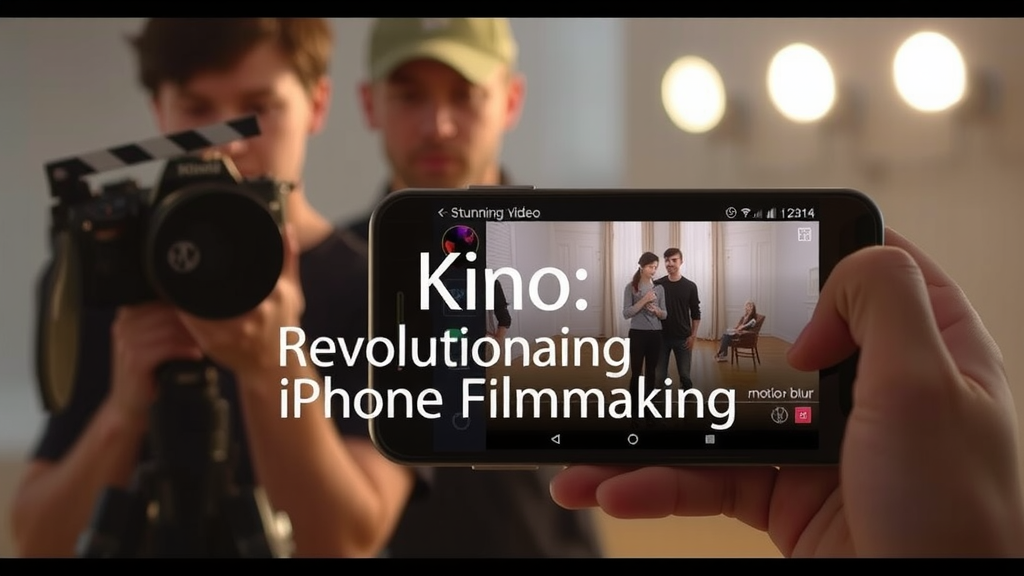 Stunning Video 12314
Kino:
Revolutionaing
iPhone Filmmaking
motior blur